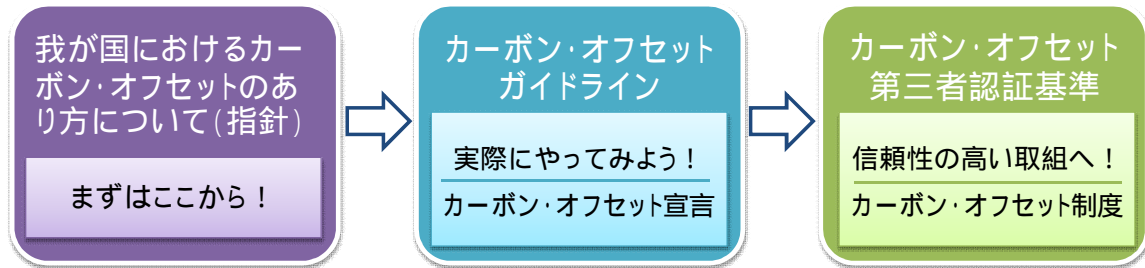 我が国におけるカー
ボン・オフセットのあ
り方について(指針)
まずはここから！
カーボン・オフセット
ガイドライン
実際にやってみよう！
カーボン・オフセット宣言
カーボン・オフセット
第三者認証基準
信頼性の高い取組へ！
カーボン・オフセット制度